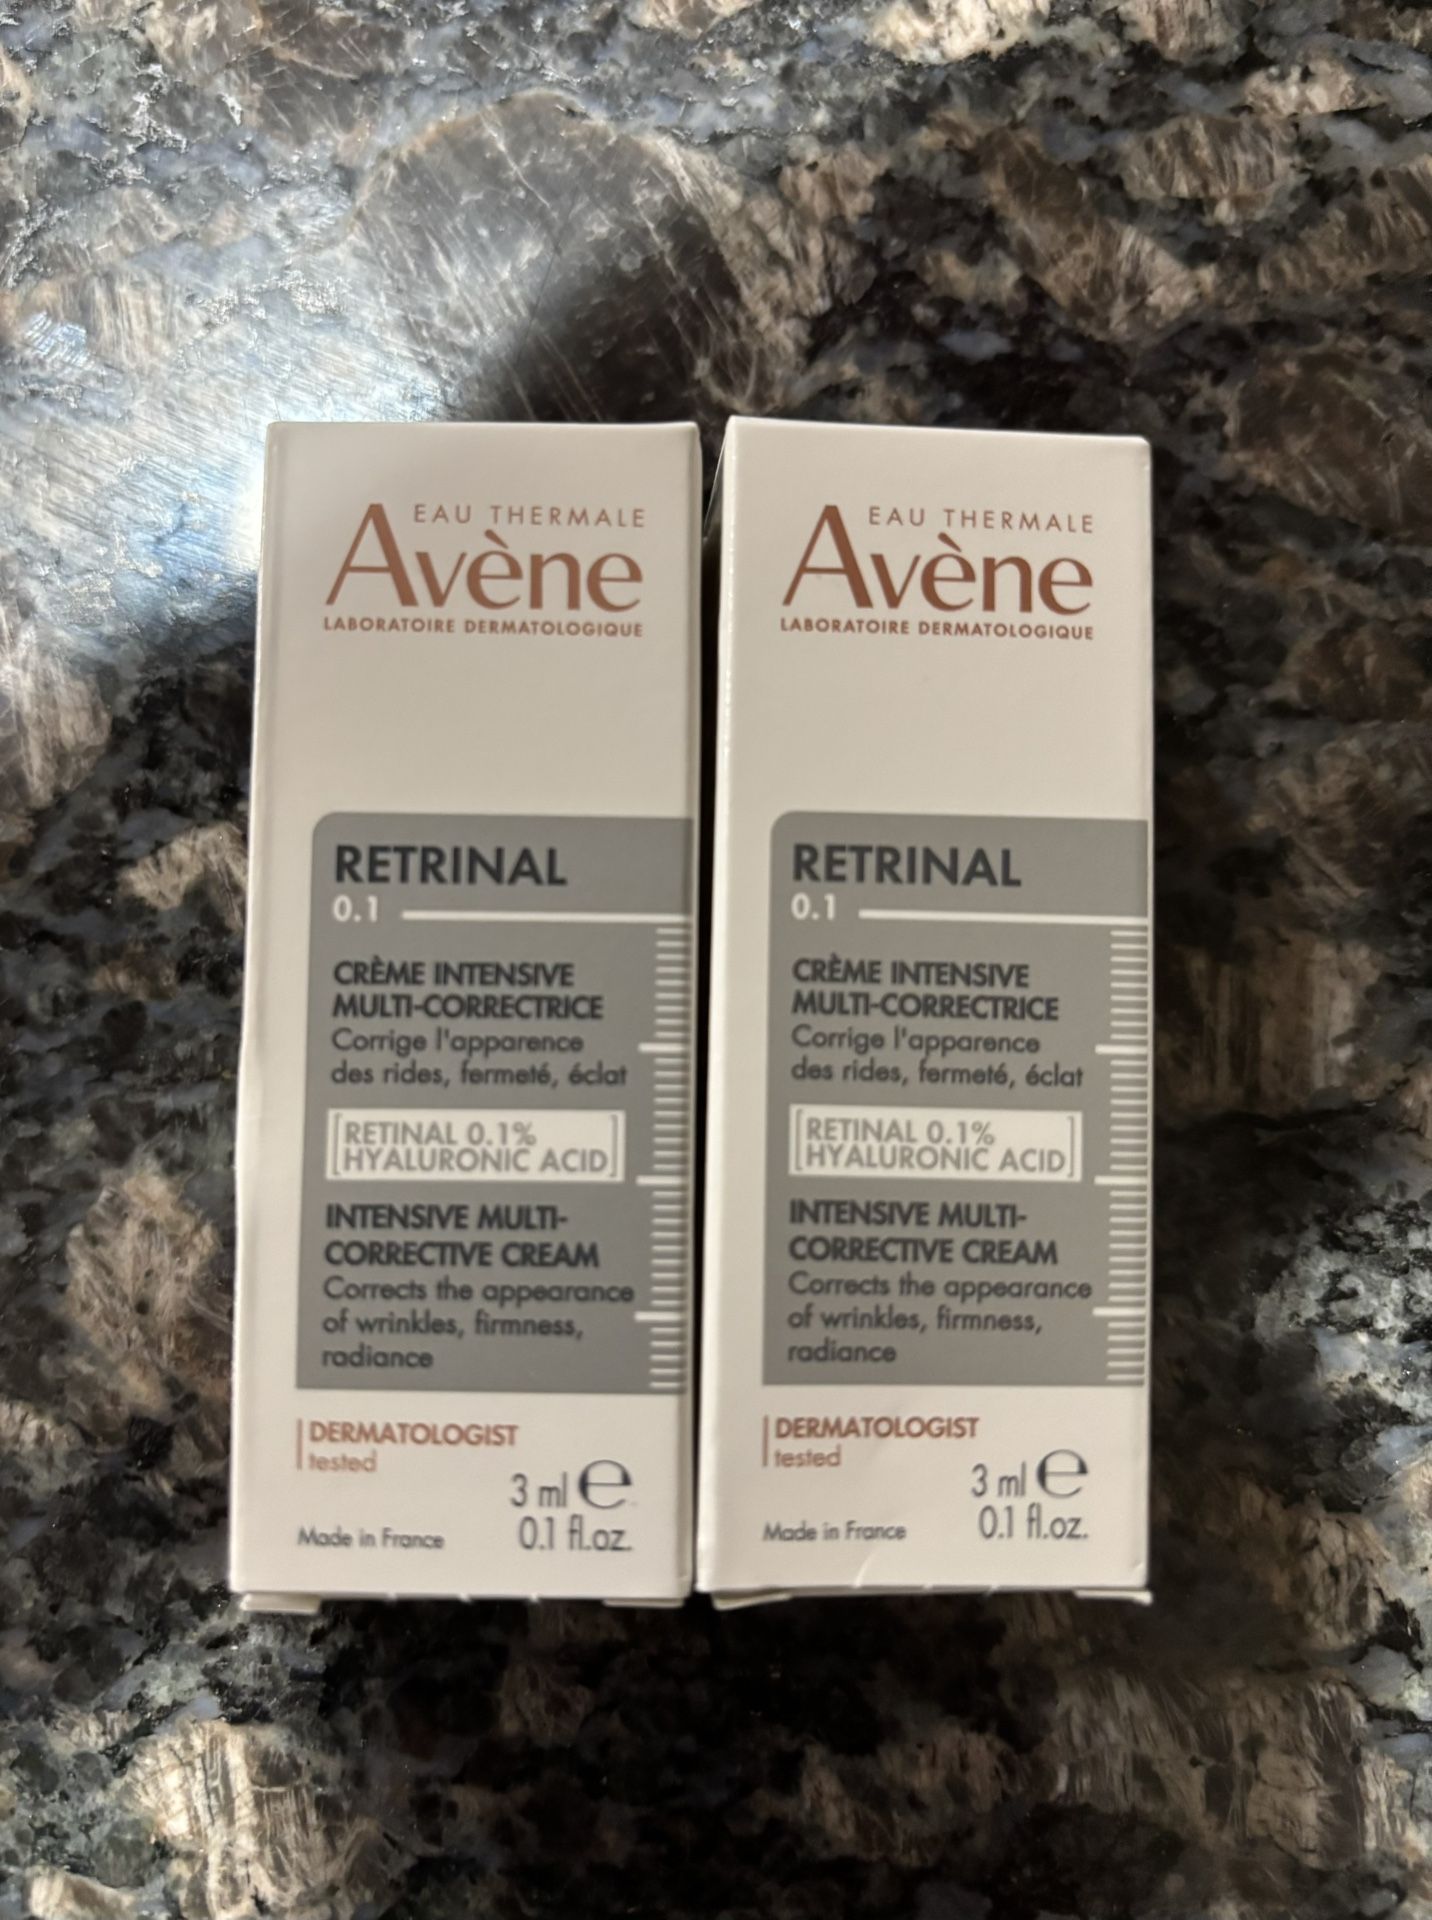 EAU THERMALE
Avène
LABORATOIRE DERMATOLOGIQUE
RETRINAL
0.1
CRÈME INTENSIVE
MULTI-CORRECTRICE
Corrige l'apparence
des rides, fermeté, éclat
RETINAL 0.1%
HYALURONIC ACID
INTENSIVE MULTI-
CORRECTIVE CREAM
Corrects the appearance
of wrinkles, firmness,
radiance
DERMATOLOGIST
tested
3 ml e
Made in France
0.1 fl.oz.
EAU THERMALE
Avène
LABORATOIRE DERMATOLOGIQUE
RETRINAL
0.1
CRÈME INTENSIVE
MULTI-CORRECTRICE
Corrige l'apparence
des rides, fermeté, éclat
RETINAL 0.1%
HYALURONIC ACID
INTENSIVE MULTI-
CORRECTIVE CREAM
Corrects the appearance
of wrinkles, firmness,
radiance
DERMATOLOGIST
tested
3 ml e
Made in France
0.1 fl.oz.